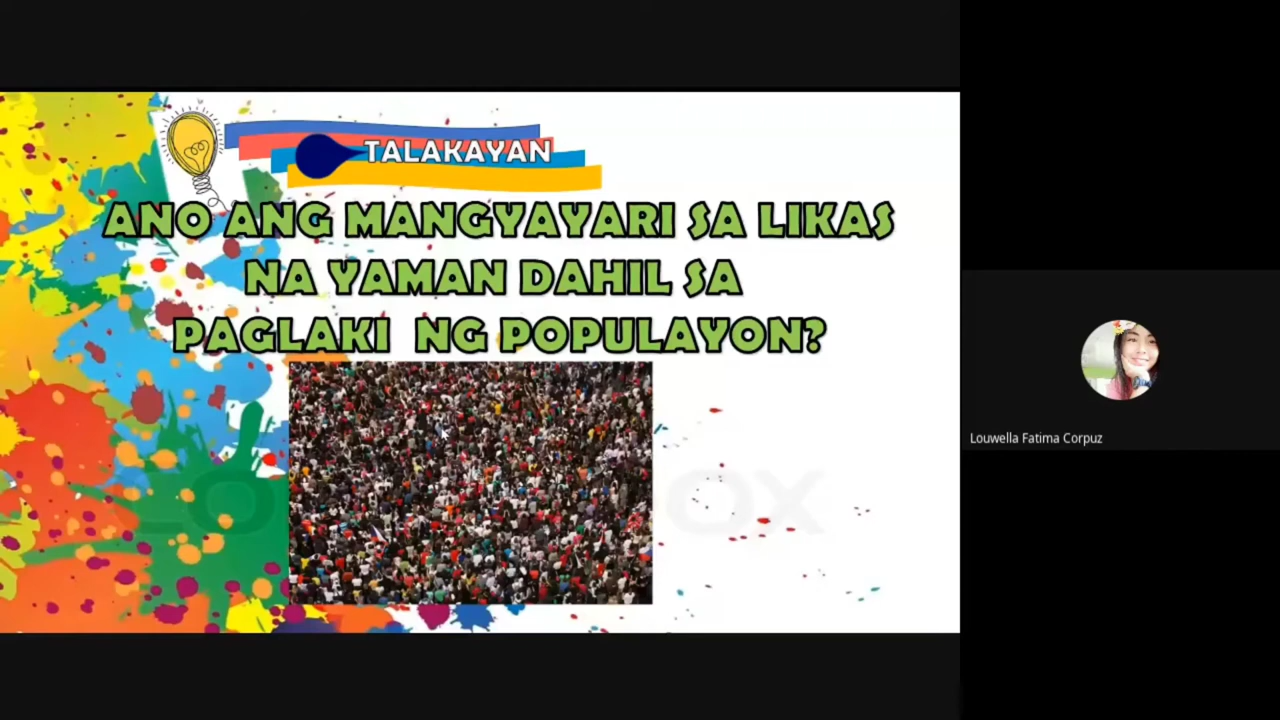 TALAKAYAN
ANO ANG MANGYAYARI SA LIKAS
NA YAMAN DAHIL SA
PAGLAKI NG POPULAYON?
Louwella Fatima Corpuz